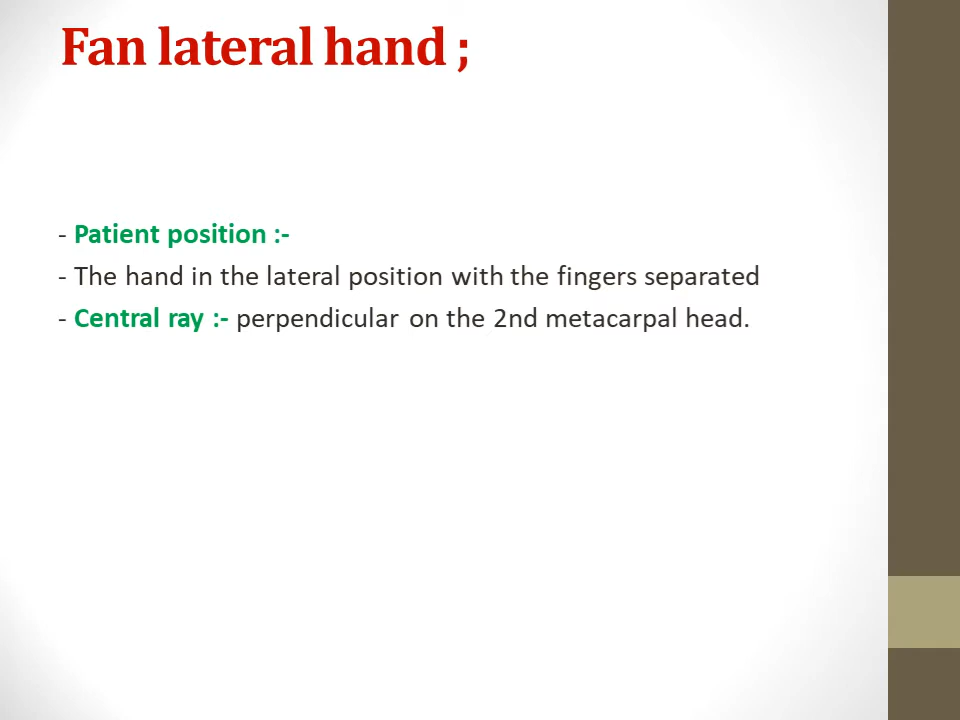 Fan lateral hand ;
- Patient position :-
- The hand in the lateral position with the fingers separated
- Central ray :- perpendicular on the 2nd metacarpal head.